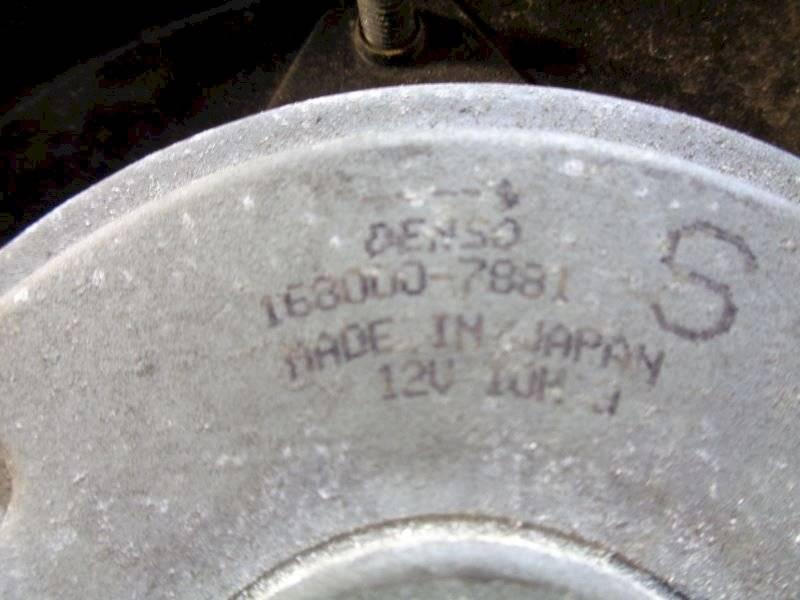 DENSO
168000-7881
S
MADE IN JAPAN
12V J